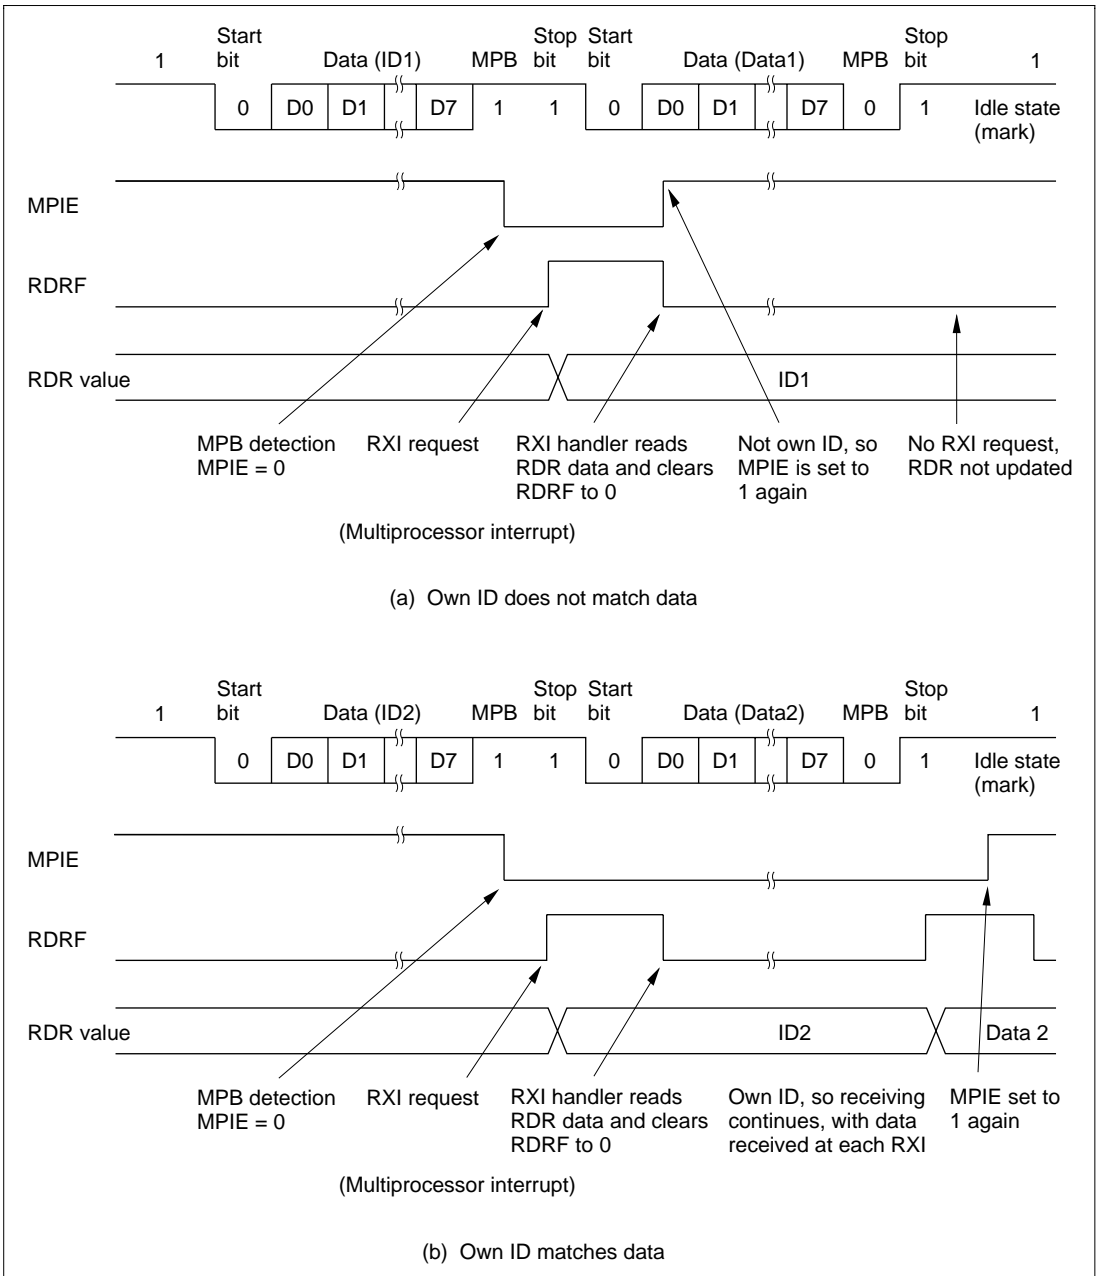 Start Stop Start Stop
1 bit Data (ID1) MPB bit bit Data (Data1) MPB bit 1
0 D0 D1 D7 1 1 0 D0 D1 D7 0 1 Idle state
(mark)
MPIE
RDRF
RDR value ID1
MPB detection RXI request RXI handler reads Not own ID, so No RXI request,
MPIE = 0 RDR data and clears MPIE is set to RDR not updated
RDRF to 0 1 again
(Multiprocessor interrupt)
(a) Own ID does not match data
Start Stop Start Stop
1 bit Data (ID2) MPB bit bit Data (Data2) MPB bit 1
0 D0 D1 D7 1 1 0 D0 D1 D7 0 1 Idle state
(mark)
MPIE
RDRF
RDR value ID2 Data 2
MPB detection RXI request RXI handler reads Own ID, so receiving MPIE set to
MPIE = 0 RDR data and clears continues, with data 1 again
RDRF to 0 received at each RXI
(Multiprocessor interrupt)
(b) Own ID matches data